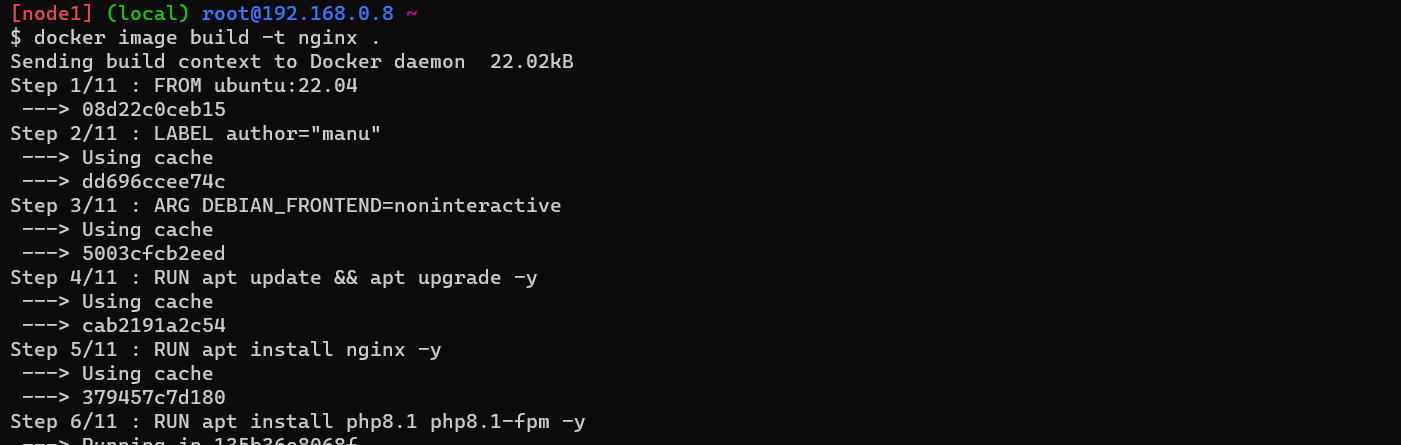 [node1] (local) root@192.168.0.8 ~
$ docker image build -t nginx .
Sending build context to Docker daemon  22.02kB
Step 1/11 : FROM ubuntu:22.04
 ---> 08d22c0ceb15
Step 2/11 : LABEL author="manu"
 ---> Using cache
 ---> dd696ccee74c
Step 3/11 : ARG DEBIAN_FRONTEND=noninteractive
 ---> Using cache
 ---> 5003cfcb2eed
Step 4/11 : RUN apt update && apt upgrade -y
 ---> Using cache
 ---> cab2191a2c54
Step 5/11 : RUN apt install nginx -y
 ---> Using cache
 ---> 379457c7d180
Step 6/11 : RUN apt install php8.1 php8.1-fpm -y
 ---> Running in